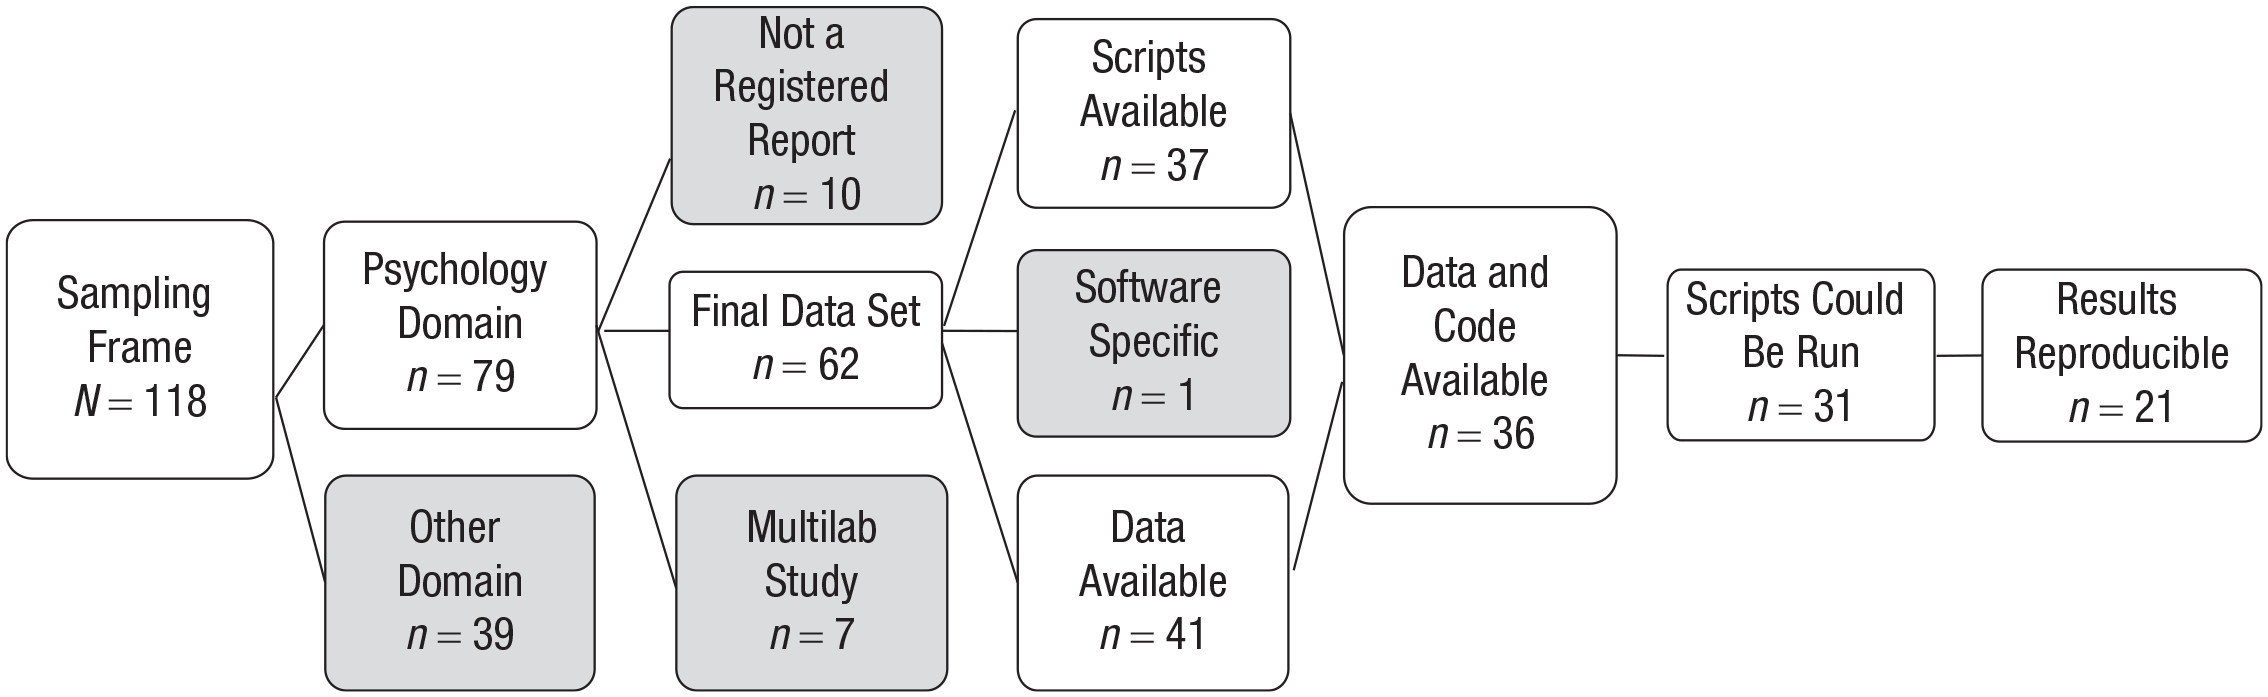 Sampling
Frame
N = 118
Psychology
Domain
n = 79
Other
Domain
n = 39
Not a
Registered
Report
n = 10
Final Data Set
n = 62
Multilab
Study
n = 7
Scripts
Available
n = 37
Software
Specific
n = 1
Data
Available
n = 41
Data and
Code
Available
n = 36
Scripts Could
Be Run
n = 31
Results
Reproducible
n = 21